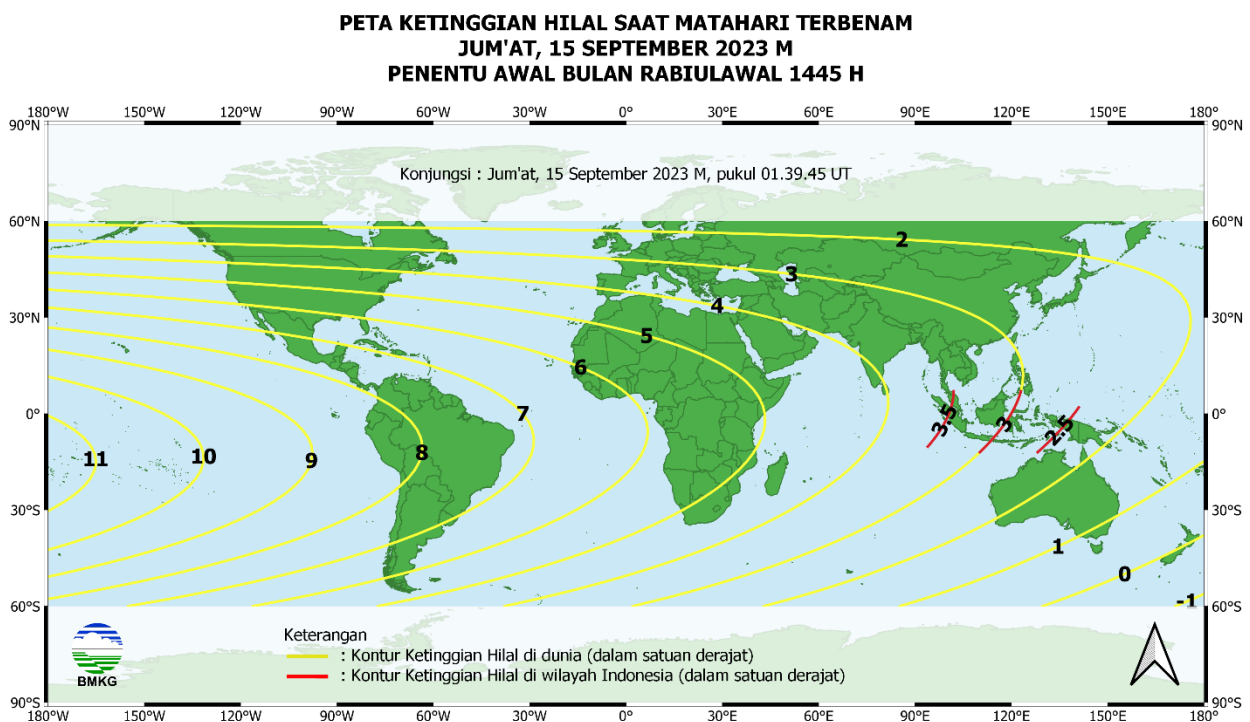 PETA KETINGGIAN HILAL SAAT MATAHARI TERBENAM
JUM'AT, 15 SEPTEMBER 2023 M
PENENTU AWAL BULAN RABIULAWAL 1445 H
180°W 150°W 120°W 90°W 60°W 30°W 0° 30°E 60°E 90°E 120°E 150°E 180°
90°N 90°N
Konjungsi : Jum'at, 15 September 2023 M, pukul 01.39.45 UT
60°N 60°N
2
3
4
30°N 30°N
5
6
7
0° 0°
3.5 3 2.5
8
9
10
11
30°S 30°S
1
0
-1
60°S 60°S
Keterangan
: Kontur Ketinggian Hilal di dunia (dalam satuan derajat)
: Kontur Ketinggian Hilal di wilayah Indonesia (dalam satuan derajat)
BMKG
90°S 90°S
180°W 150°W 120°W 90°W 60°W 30°W 0° 30°E 60°E 90°E 120°E 150°E 180°